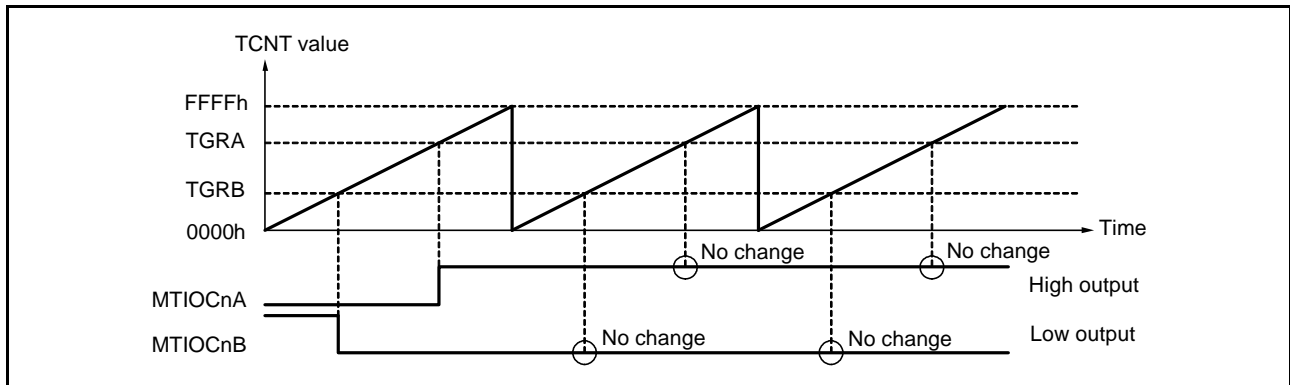 TCNT value
FFFFh
TGRA
TGRB
0000h
Time
No change
No change
High output
MTIOCnA
No change
No change
Low output
MTIOCnB